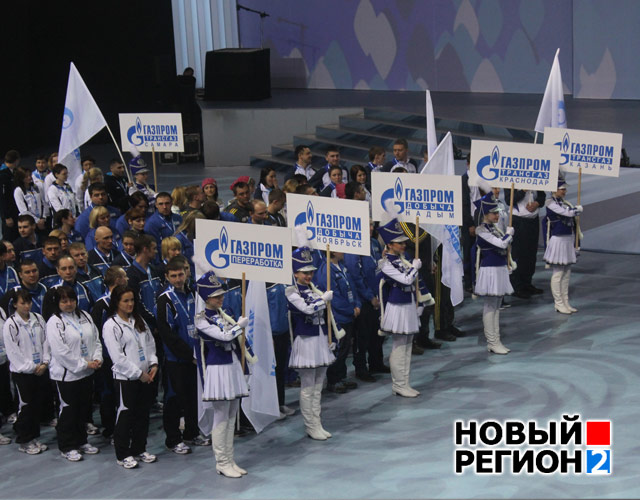 ГАЗПРОМ
ТРАНСГАЗ
САМАРА
ГАЗПРОМ
ПЕРЕРАБОТКА
ГАЗПРОМ
ДОБЫЧА
НОЯБРЬСК
ГАЗПРОМ
ДОБЫЧА
НАДЫМ
ГАЗПРОМ
ТРАНСГАЗ
КРАСНОДАР
ГАЗПРОМ
ТРАНСГАЗ
КАЗАНЬ
НОВЫЙ
РЕГИОН 2